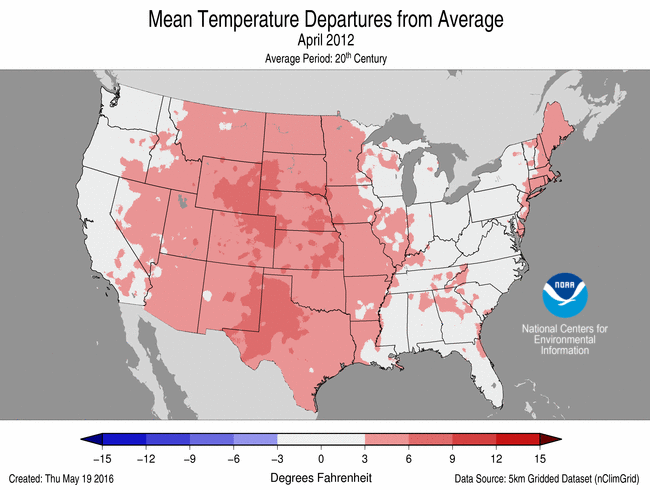 Mean Temperature Departures from Average
April 2012
Average Period: 20th Century
NOAA
National Centers for
Environmental
Information
-15 -12 -9 -6 -3 0 3 6 9 12 15
Created: Thu May 19 2016 Degrees Fahrenheit Data Source: 5km Gridded Dataset (nClimGrid)